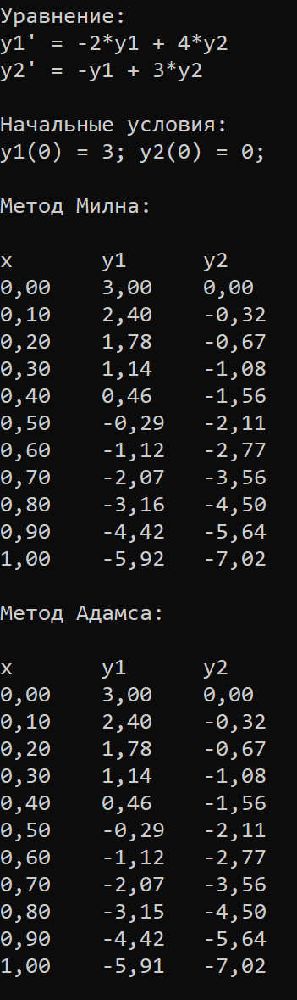 Уравнение:
y1' = -2*y1 + 4*y2
y2' = -y1 + 3*y2
Начальные условия:
y1(0) = 3; y2(0) = 0;
Метод Милна:
x y1 y2
0,00 3,00 0,00
0,10 2,40 -0,32
0,20 1,78 -0,67
0,30 1,14 -1,08
0,40 0,46 -1,56
0,50 -0,29 -2,11
0,60 -1,12 -2,77
0,70 -2,07 -3,56
0,80 -3,16 -4,50
0,90 -4,42 -5,64
1,00 -5,92 -7,02
Метод Адамса:
x y1 y2
0,00 3,00 0,00
0,10 2,40 -0,32
0,20 1,78 -0,67
0,30 1,14 -1,08
0,40 0,46 -1,56
0,50 -0,29 -2,11
0,60 -1,12 -2,77
0,70 -2,07 -3,56
0,80 -3,15 -4,50
0,90 -4,42 -5,64
1,00 -5,91 -7,02